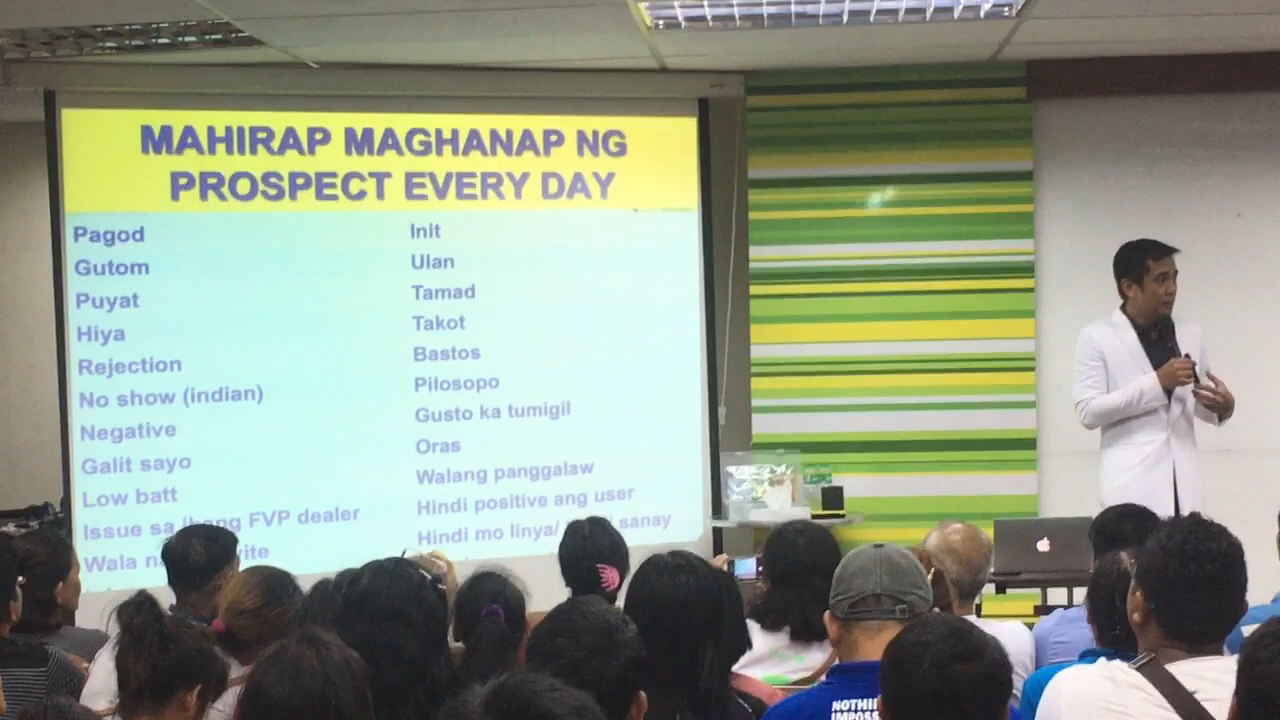 MAHIRAP MAGHANAP NG
PROSPECT EVERY DAY
Pagod
Gutom
Puyat
Hiya
Rejection
No show (indian)
Negative
Galit sayo
Low batt
Issue sa ibang FVP dealer
Wala
Init
Ulan
Tamad
Takot
Bastos
Pilosopo
Gusto ka tumigil
Oras
Walang panggalaw
Hindi positive ang user
Hindi mo linya/ sanay
NOTHI
IMPOSS